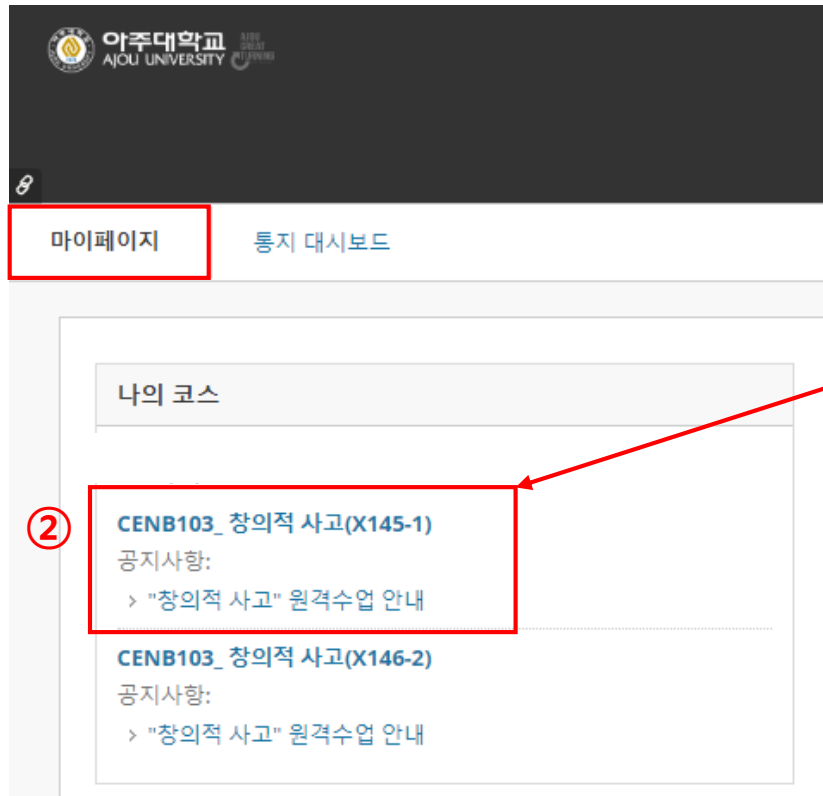 아주대학교
AJOU UNIVERSITY
AJOU
GREAT
TURNING
마이페이지
통지 대시보드
나의 코스
②
CENB103_ 창의적 사고(X145-1)
공지사항:
> "창의적 사고" 원격수업 안내
CENB103_ 창의적 사고(X146-2)
공지사항:
> "창의적 사고" 원격수업 안내